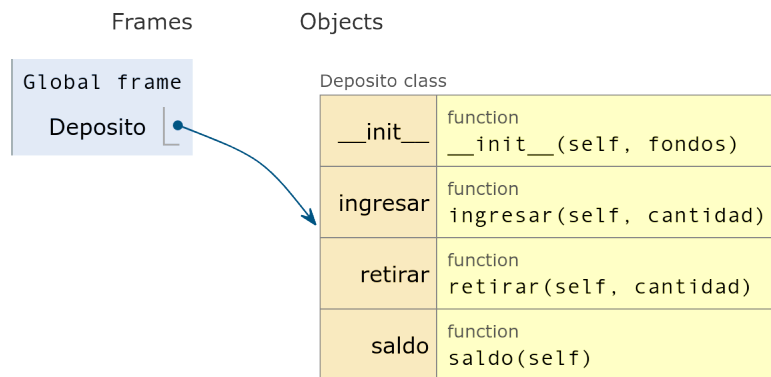 Frames Objects
Global frame
Deposito
Deposito class
__init__ function
__init__(self, fondos)
ingresar function
ingresar(self, cantidad)
retirar function
retirar(self, cantidad)
saldo function
saldo(self)